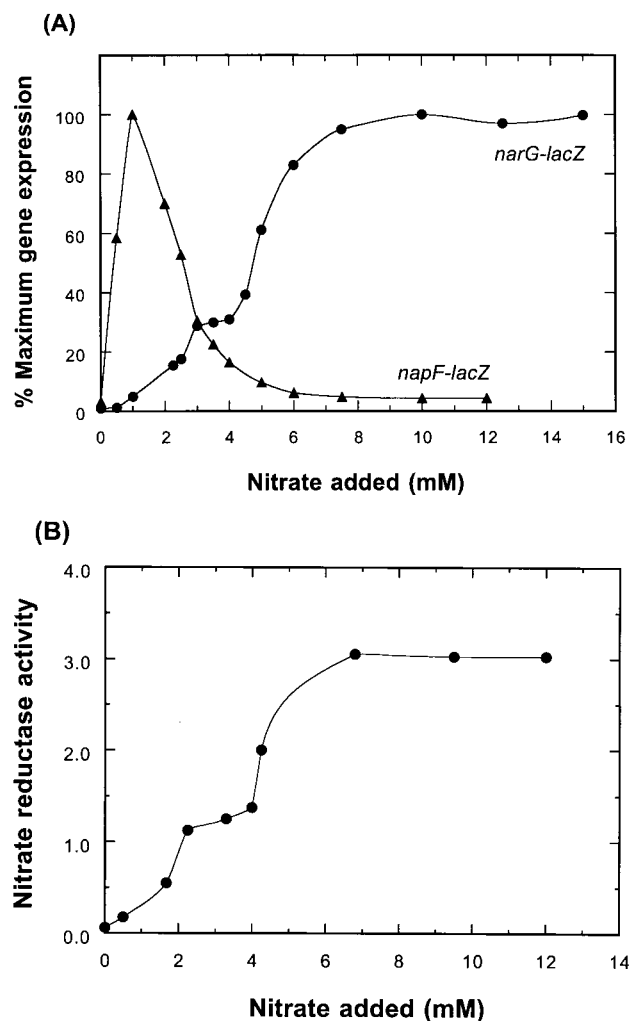 (A)
% Maximum gene expression
100
80
60
40
20
0
narG-lacZ
napF-lacZ
0 2 4 6 8 10 12 14 16
Nitrate added (mM)
(B)
Nitrate reductase activity
4.0
3.0
2.0
1.0
0.0
0 2 4 6 8 10 12 14
Nitrate added (mM)